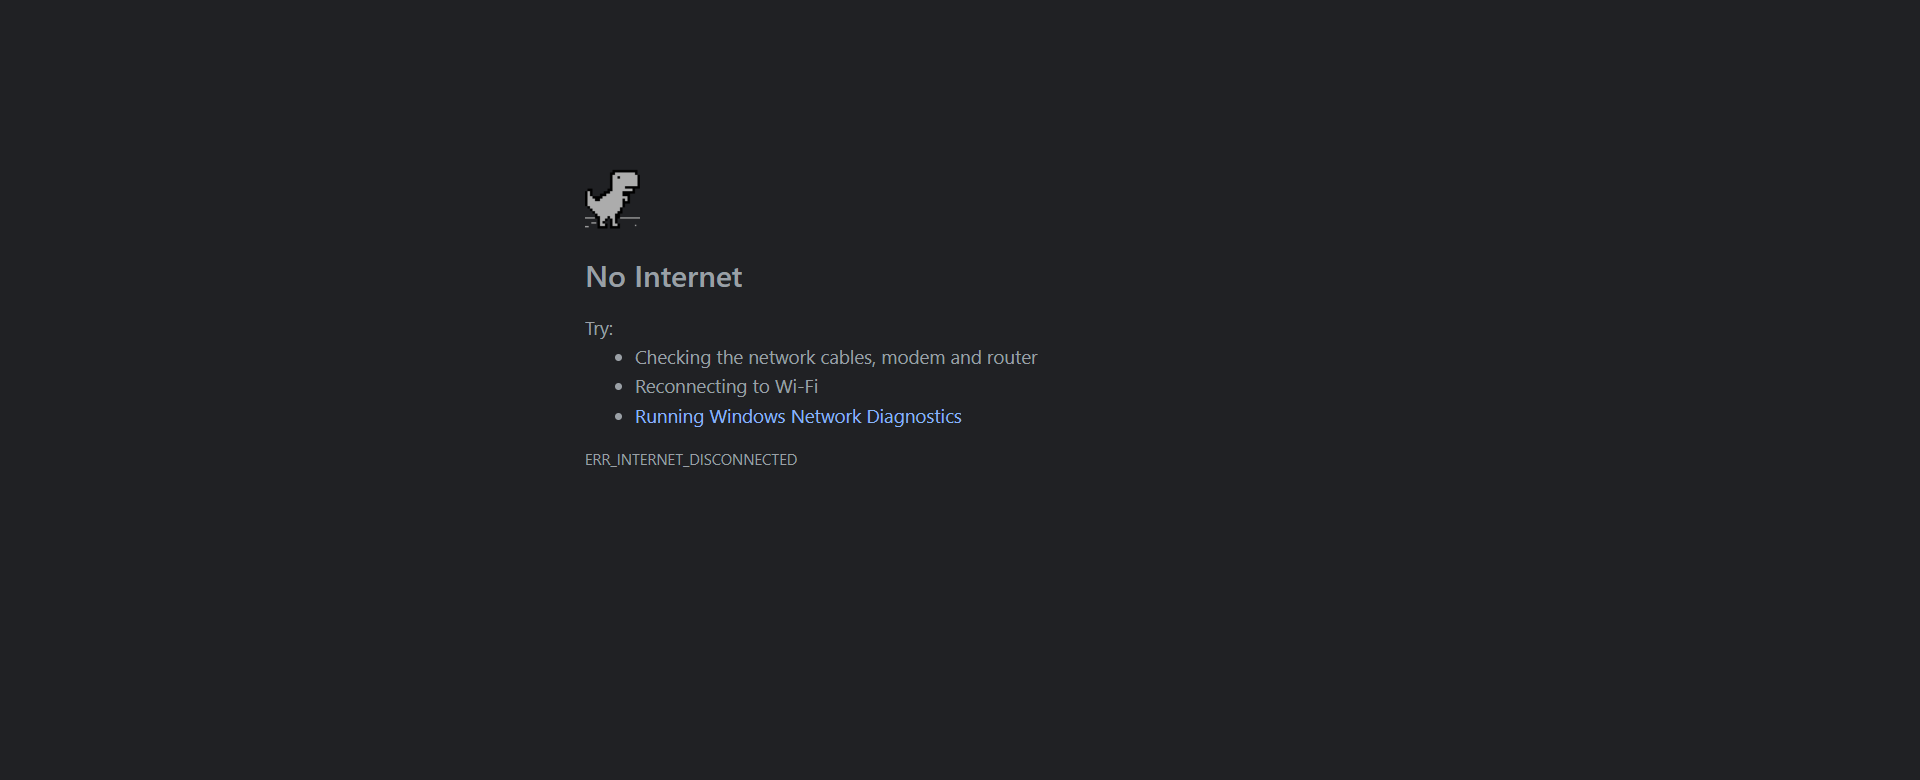 No Internet
Try:
Checking the network cables, modem and router
Reconnecting to Wi-Fi
Running Windows Network Diagnostics
ERR_INTERNET_DISCONNECTED